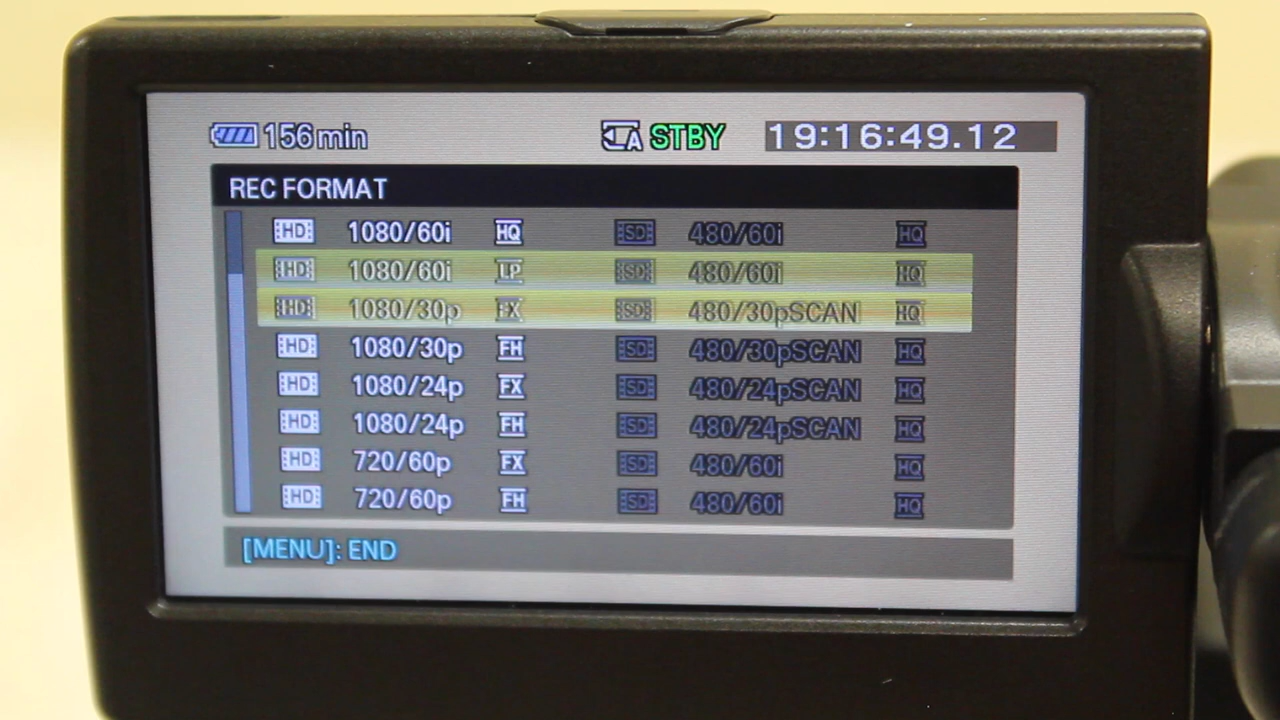 156min A STBY 19:16:49.12
REC FORMAT
HD 1080/60i HQ SD 480/60i HQ
HD 1080/60i LP SD 480/60i HQ
HD 1080/30p FX SD 480/30pSCAN HQ
HD 1080/30p FH SD 480/30pSCAN HQ
HD 1080/24p FX SD 480/24pSCAN HQ
HD 1080/24p FH SD 480/24pSCAN HQ
HD 720/60p FX SD 480/60i HQ
HD 720/60p FH SD 480/60i HQ
[MENU]: END